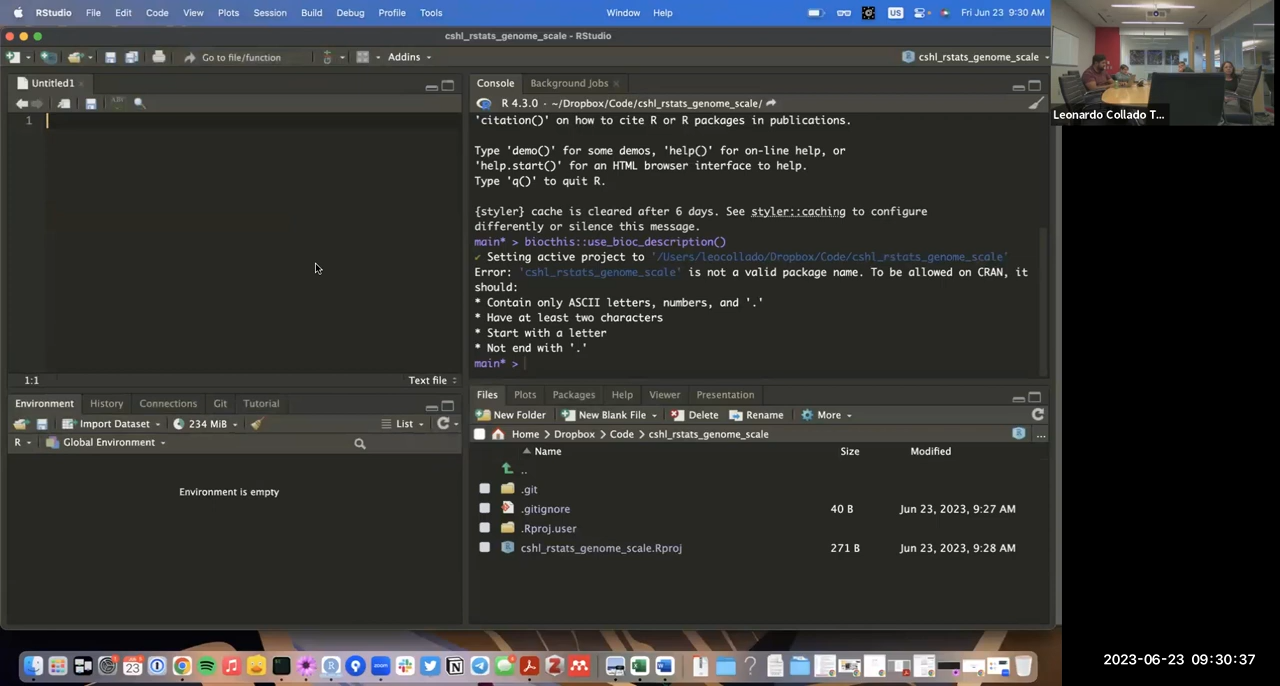 RStudio File Edit Code View Plots Session Build Debug Profile Tools Window Help US Fri Jun 23 9:30 AM
cshl_rstats_genome_scale - RStudio
Go to file/function Addins cshl_rstats_genome_scale
Untitled1
1
1:1 Text file
Console Background Jobs
R 4.3.0 · ~/Dropbox/Code/cshl_rstats_genome_scale/
'citation()' on how to cite R or R packages in publications.
Type 'demo()' for some demos, 'help()' for on-line help, or
'help.start()' for an HTML browser interface to help.
Type 'q()' to quit R.
{styler} cache is cleared after 6 days. See styler::caching to configure
differently or silence this message.
main* > biocthis::use_bioc_description()
✓ Setting active project to '/Users/leocollado/Dropbox/Code/cshl_rstats_genome_scale'
Error: 'cshl_rstats_genome_scale' is not a valid package name. To be allowed on CRAN, it
should:
* Contain only ASCII letters, numbers, and '.'
* Have at least two characters
* Start with a letter
* Not end with '.'
main* >
Environment History Connections Git Tutorial
Import Dataset 234 MiB List
R Global Environment
Environment is empty
Files Plots Packages Help Viewer Presentation
New Folder New Blank File Delete Rename More
Home > Dropbox > Code > cshl_rstats_genome_scale
Name Size Modified
..
.git
.gitignore 40 B Jun 23, 2023, 9:27 AM
.Rproj.user
cshl_rstats_genome_scale.Rproj 271 B Jun 23, 2023, 9:28 AM
Leonardo Collado T...
2023-06-23 09:30:37